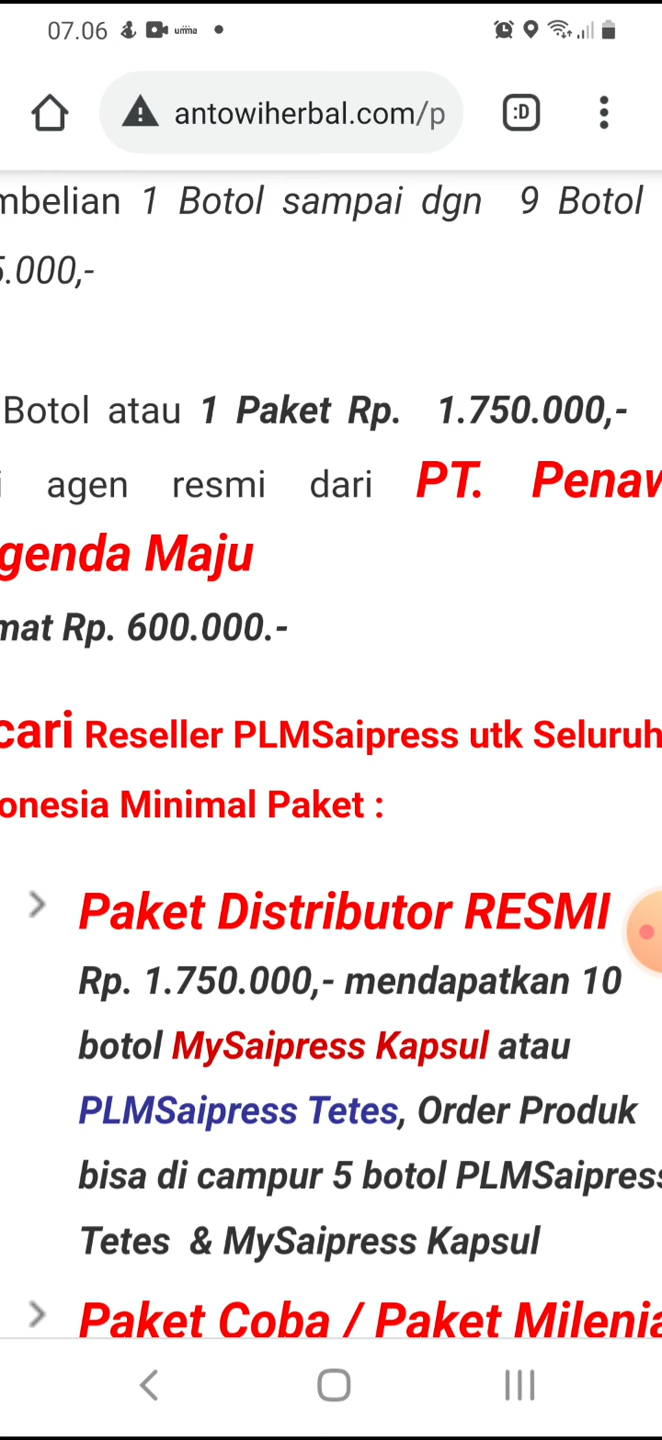 07.06
antowiherbal.com/p
:D
mbelian 1 Botol sampai dgn 9 Botol
.000,-
Botol atau 1 Paket Rp. 1.750.000,-
i agen resmi dari PT. Penaw
genda Maju
mat Rp. 600.000.-
cari Reseller PLMSaipress utk Seluruh
onesia Minimal Paket :
Paket Distributor RESMI
Rp. 1.750.000,- mendapatkan 10
botol MySaipress Kapsul atau
PLMSaipress Tetes, Order Produk
bisa di campur 5 botol PLMSaipress
Tetes & MySaipress Kapsul
Paket Coba / Paket Milenia